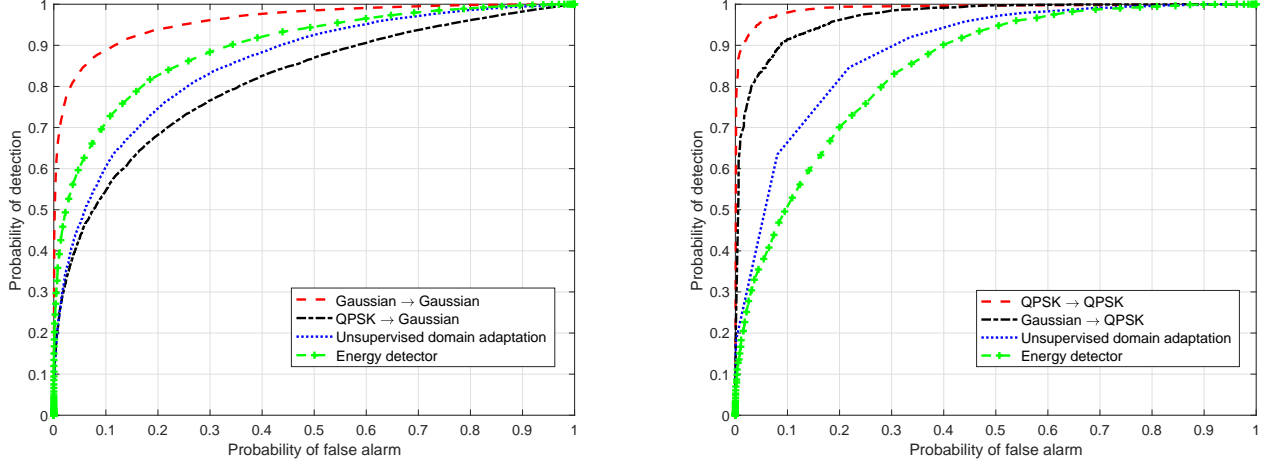 1
0.9
0.8
0.7
0.6
0.5
0.4
0.3
0.2
0.1
0
Probability of detection
Gaussian → Gaussian
QPSK → Gaussian
Unsupervised domain adaptation
Energy detector
0 0.1 0.2 0.3 0.4 0.5 0.6 0.7 0.8 0.9 1
Probability of false alarm
1
0.9
0.8
0.7
0.6
0.5
0.4
0.3
0.2
0.1
0
Probability of detection
QPSK → QPSK
Gaussian → QPSK
Unsupervised domain adaptation
Energy detector
0 0.1 0.2 0.3 0.4 0.5 0.6 0.7 0.8 0.9 1
Probability of false alarm